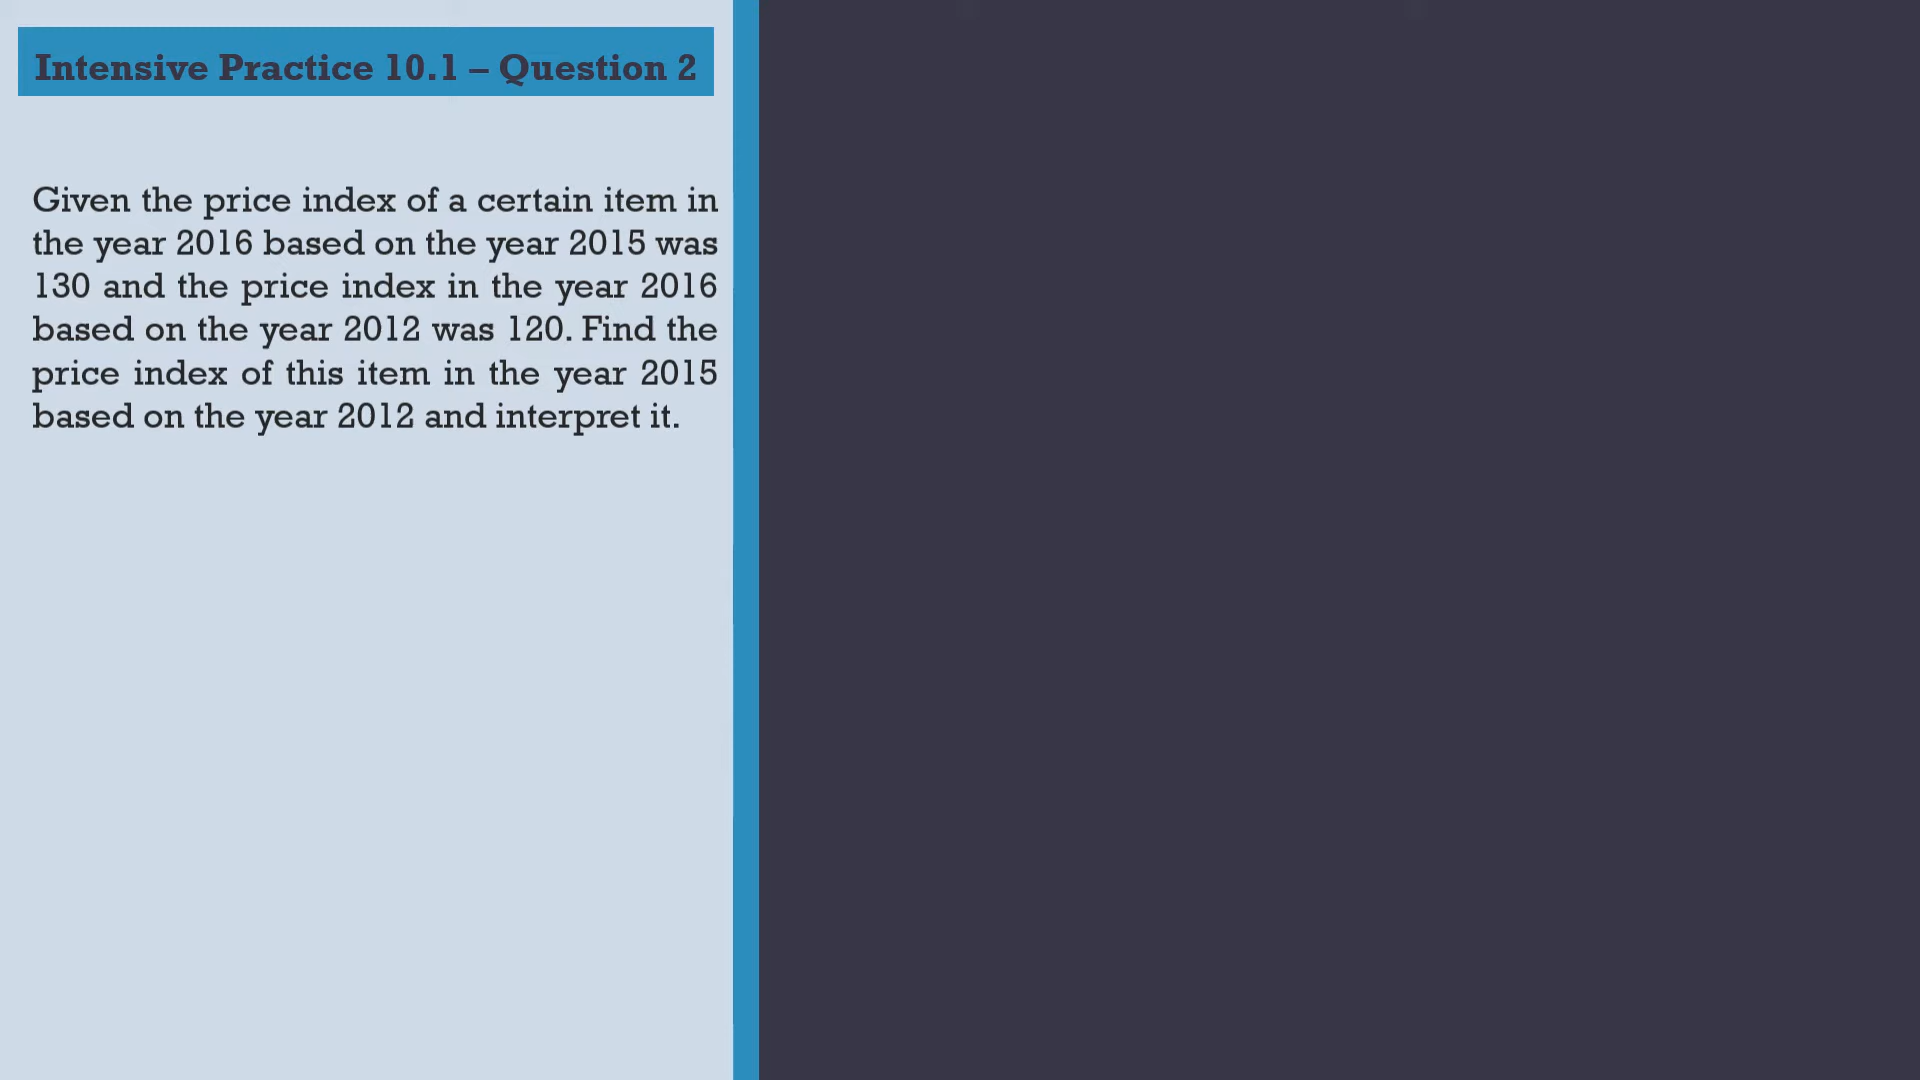 Intensive Practice 10.1 – Question 2
Given the price index of a certain item in
the year 2016 based on the year 2015 was
130 and the price index in the year 2016
based on the year 2012 was 120. Find the
price index of this item in the year 2015
based on the year 2012 and interpret it.